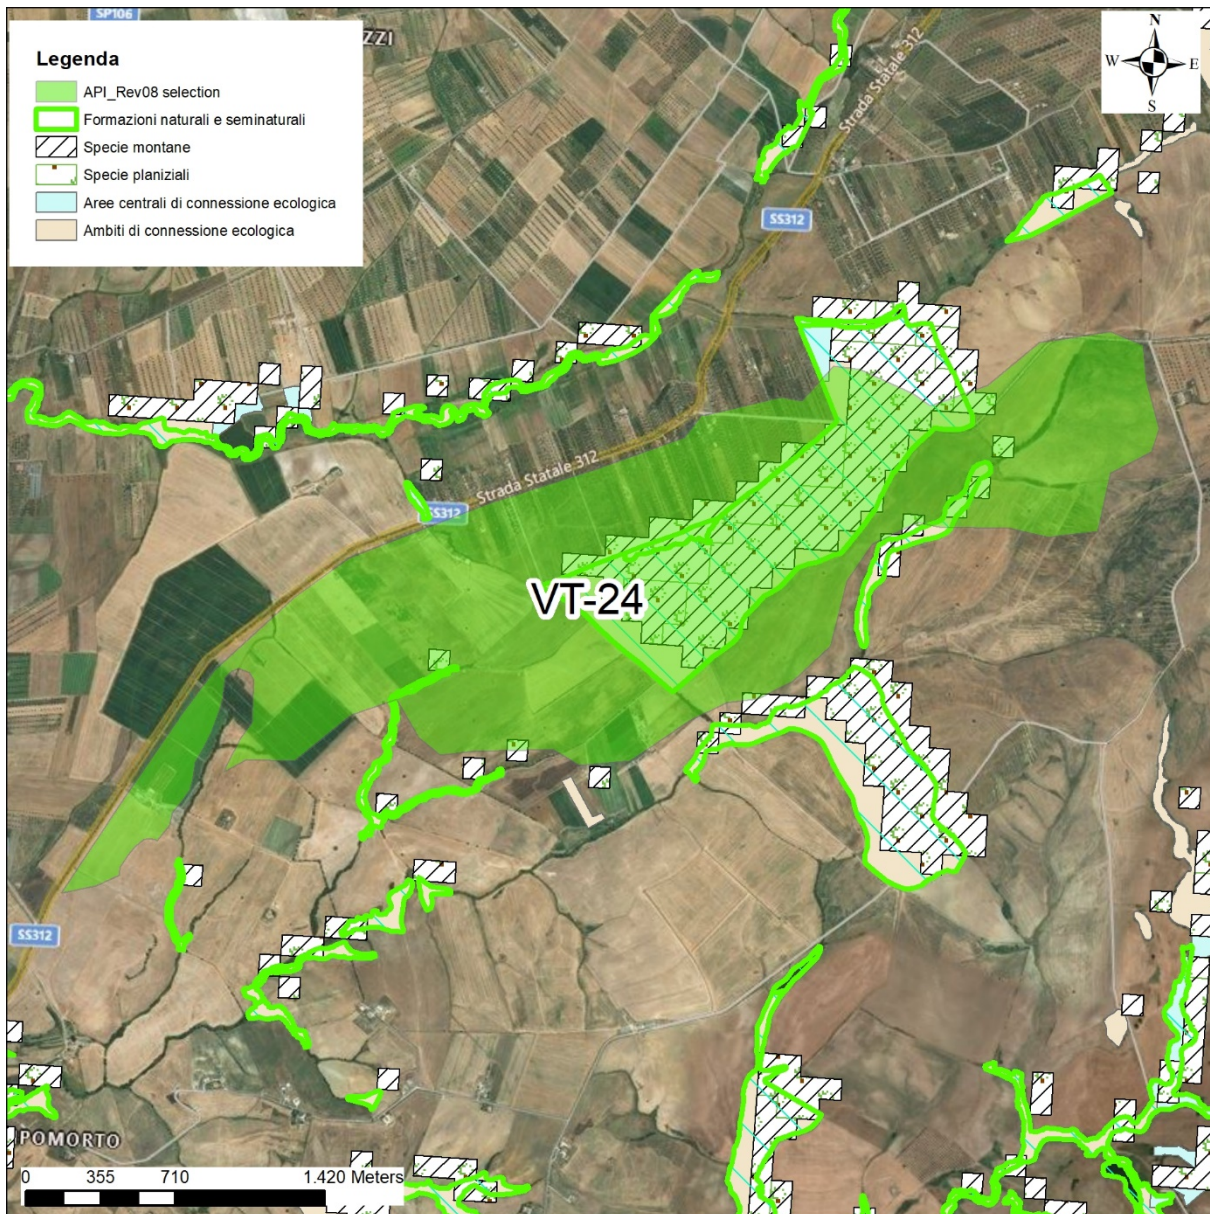 SP106
ZZI
Legenda
API_Rev08 selection
Formazioni naturali e seminaturali
Specie montane
Specie planiziali
Aree centrali di connessione ecologica
Ambiti di connessione ecologica
N
W
E
S
Strada Statale 312
SS312
Strada Statale 312
SS312
VT-24
SS312
POMORTO
0 355 710 1.420 Meters